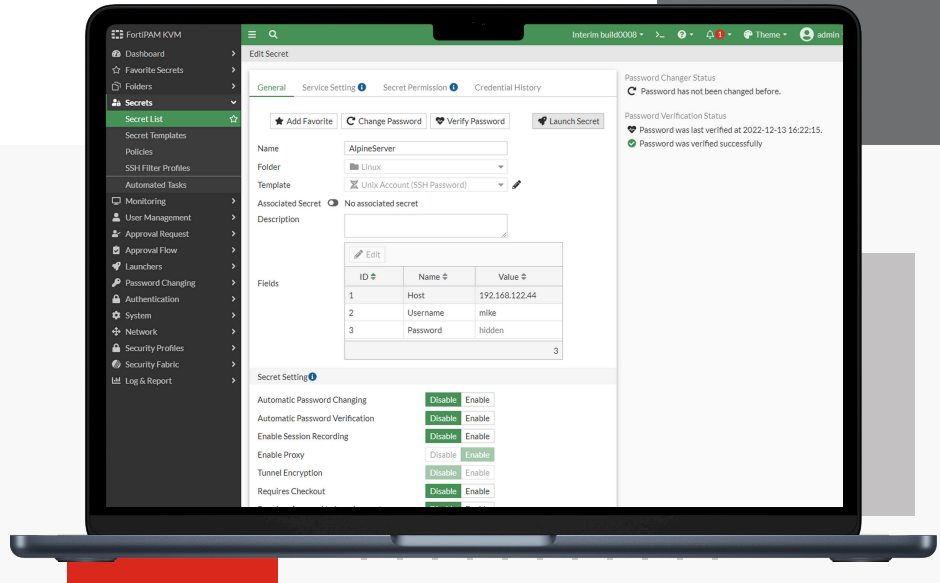 FortiPAM KVM
Interim build0008
>_
?
1
Theme
admin
Dashboard
Favorite Secrets
Folders
Secrets
Secret List
Secret Templates
Policies
SSH Filter Profiles
Automated Tasks
Monitoring
User Management
Approval Request
Approval Flow
Launchers
Password Changing
Authentication
System
Network
Security Profiles
Security Fabric
Log & Report
Edit Secret
General Service Setting Secret Permission Credential History
Add Favorite Change Password Verify Password Launch Secret
Name AlpineServer
Folder Linux
Template Unix Account (SSH Password)
Associated Secret No associated secret
Description
Edit
Fields
ID Name Value
1 Host 192.168.122.44
2 Username mike
3 Password hidden
3
Secret Setting
Automatic Password Changing Disable Enable
Automatic Password Verification Disable Enable
Enable Session Recording Disable Enable
Enable Proxy Disable Enable
Tunnel Encryption Disable Enable
Requires Checkout Disable Enable
Password Changer Status
Password has not been changed before.
Password Verification Status
Password was last verified at 2022-12-13 16:22:15.
Password was verified successfully